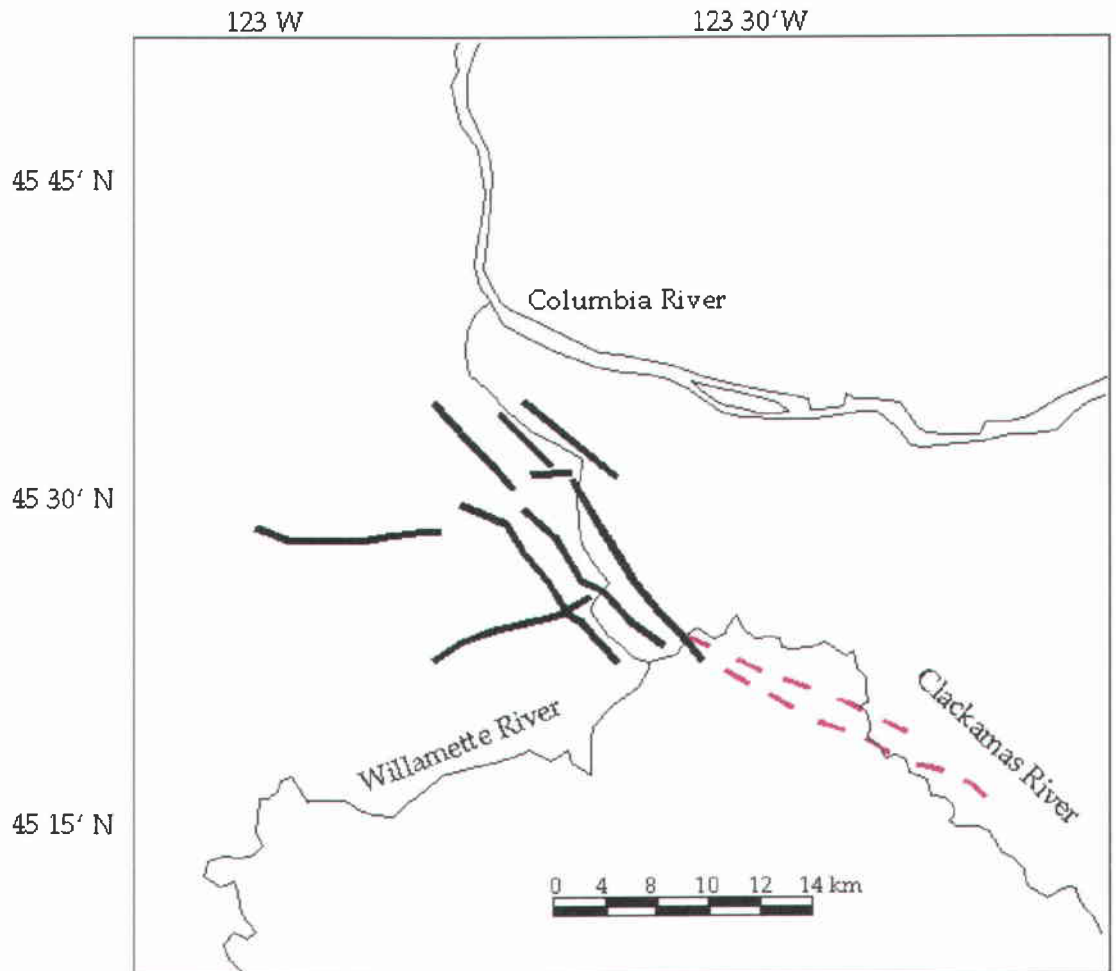 123 W 123 30′W
45 45′ N
Columbia River
45 30′ N
Clackamas River
Willamette River
45 15′ N
0 4 8 10 12 14 km